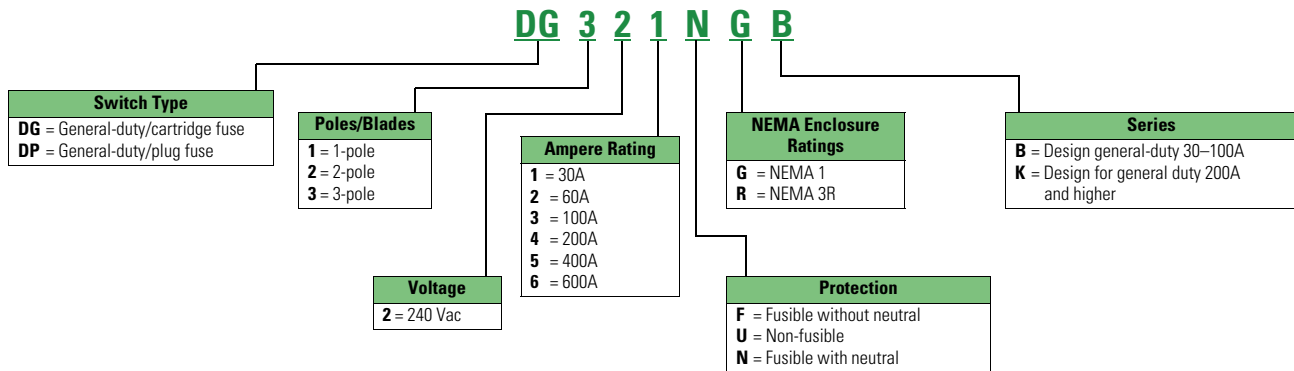 DG 3 2 1 N G B
Switch Type
DG = General-duty/cartridge fuse
DP = General-duty/plug fuse
Poles/Blades
1 = 1-pole
2 = 2-pole
3 = 3-pole
Voltage
2 = 240 Vac
Ampere Rating
1 = 30A
2 = 60A
3 = 100A
4 = 200A
5 = 400A
6 = 600A
NEMA Enclosure
Ratings
G = NEMA 1
R = NEMA 3R
Protection
F = Fusible without neutral
U = Non-fusible
N = Fusible with neutral
Series
B = Design general-duty 30–100A
K = Design for general duty 200A
and higher